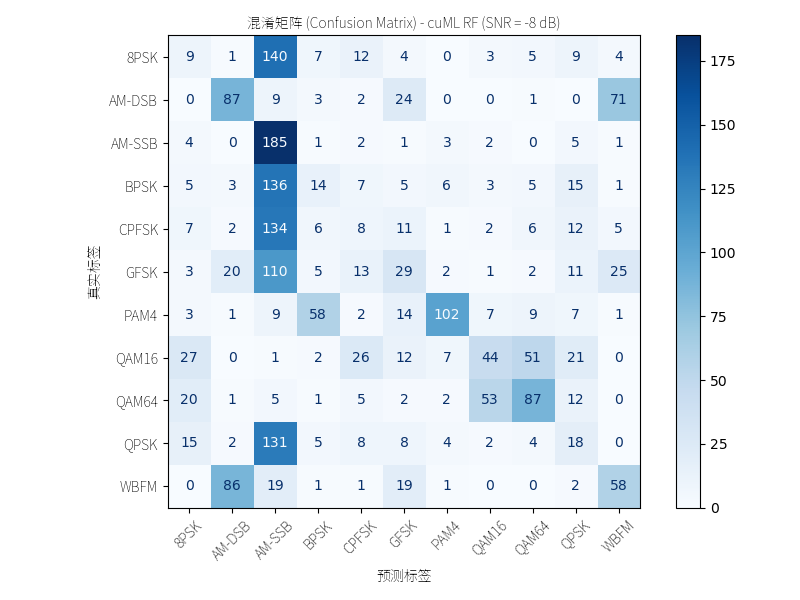 混淆矩阵 (Confusion Matrix) - cuML RF (SNR = -8 dB)
真实标签
8PSK 9 1 140 7 12 4 0 3 5 9 4
AM-DSB 0 87 9 3 2 24 0 0 1 0 71
AM-SSB 4 0 185 1 2 1 3 2 0 5 1
BPSK 5 3 136 14 7 5 6 3 5 15 1
CPFSK 7 2 134 6 8 11 1 2 6 12 5
GFSK 3 20 110 5 13 29 2 1 2 11 25
PAM4 3 1 9 58 2 14 102 7 9 7 1
QAM16 27 0 1 2 26 12 7 44 51 21 0
QAM64 20 1 5 1 5 2 2 53 87 12 0
QPSK 15 2 131 5 8 8 4 2 4 18 0
WBFM 0 86 19 1 1 19 1 0 0 2 58
8PSK AM-DSB AM-SSB BPSK CPFSK GFSK PAM4 QAM16 QAM64 QPSK WBFM
预测标签
175
150
125
100
75
50
25
0